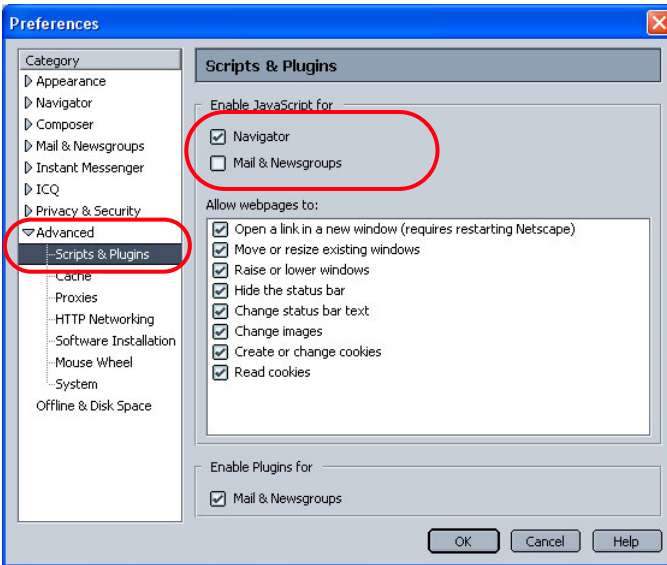 Preferences
Category
Appearance
Navigator
Composer
Mail & Newsgroups
Instant Messenger
ICQ
Privacy & Security
Advanced
Scripts & Plugins
Cache
Proxies
HTTP Networking
Software Installation
Mouse Wheel
System
Offline & Disk Space
Scripts & Plugins
Enable JavaScript for
Navigator
Mail & Newsgroups
Allow webpages to:
Open a link in a new window (requires restarting Netscape)
Move or resize existing windows
Raise or lower windows
Hide the status bar
Change status bar text
Change images
Create or change cookies
Read cookies
Enable Plugins for
Mail & Newsgroups
OK
Cancel
Help